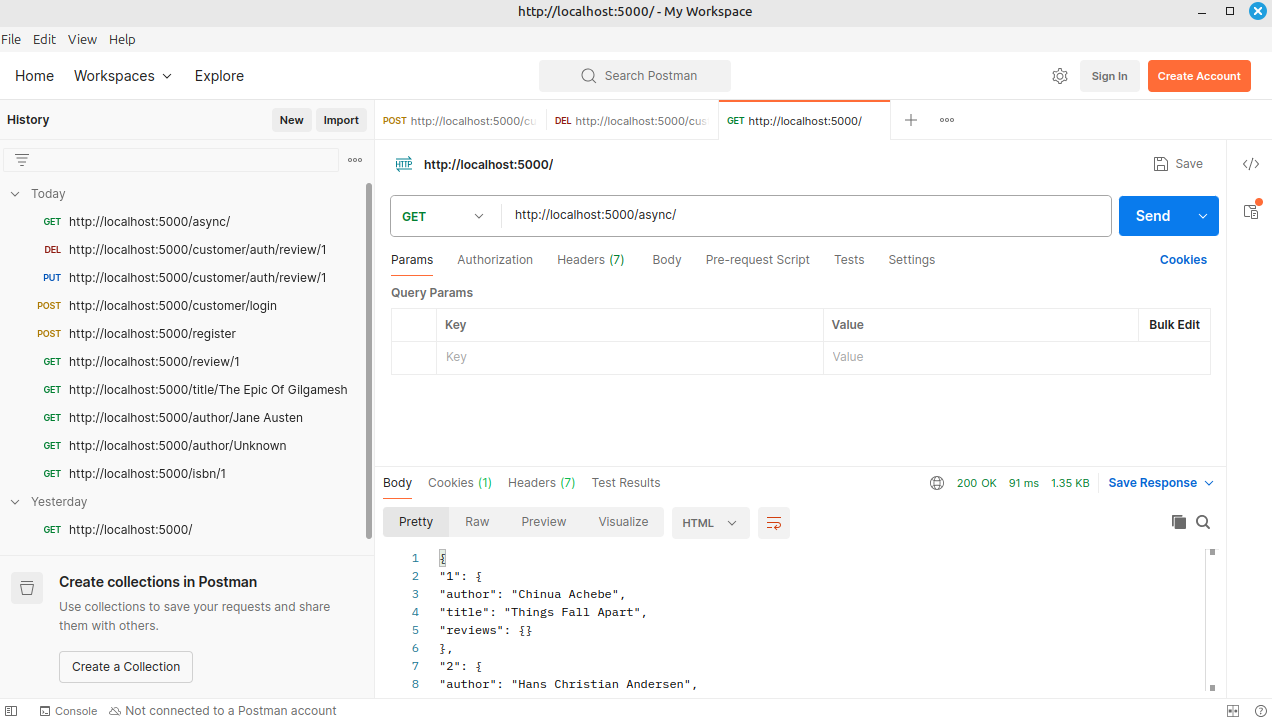 http://localhost:5000/ - My Workspace
File Edit View Help
Home Workspaces Explore Search Postman Sign In Create Account
History New Import
POST http://localhost:5000/cu DEL http://localhost:5000/cus GET http://localhost:5000/
HTTP http://localhost:5000/ Save
Today
GET http://localhost:5000/async/
DEL http://localhost:5000/customer/auth/review/1
PUT http://localhost:5000/customer/auth/review/1
POST http://localhost:5000/customer/login
POST http://localhost:5000/register
GET http://localhost:5000/review/1
GET http://localhost:5000/title/The Epic Of Gilgamesh
GET http://localhost:5000/author/Jane Austen
GET http://localhost:5000/author/Unknown
GET http://localhost:5000/isbn/1
Yesterday
GET http://localhost:5000/
Create collections in Postman
Use collections to save your requests and share
them with others.
Create a Collection
GET http://localhost:5000/async/ Send
Params Authorization Headers (7) Body Pre-request Script Tests Settings Cookies
Query Params
Key Value Bulk Edit
Key Value
Body Cookies (1) Headers (7) Test Results 200 OK 91 ms 1.35 KB Save Response
Pretty Raw Preview Visualize HTML
1 {
2 "1": {
3 "author": "Chinua Achebe",
4 "title": "Things Fall Apart",
5 "reviews": {}
6 },
7 "2": {
8 "author": "Hans Christian Andersen",
Console Not connected to a Postman account